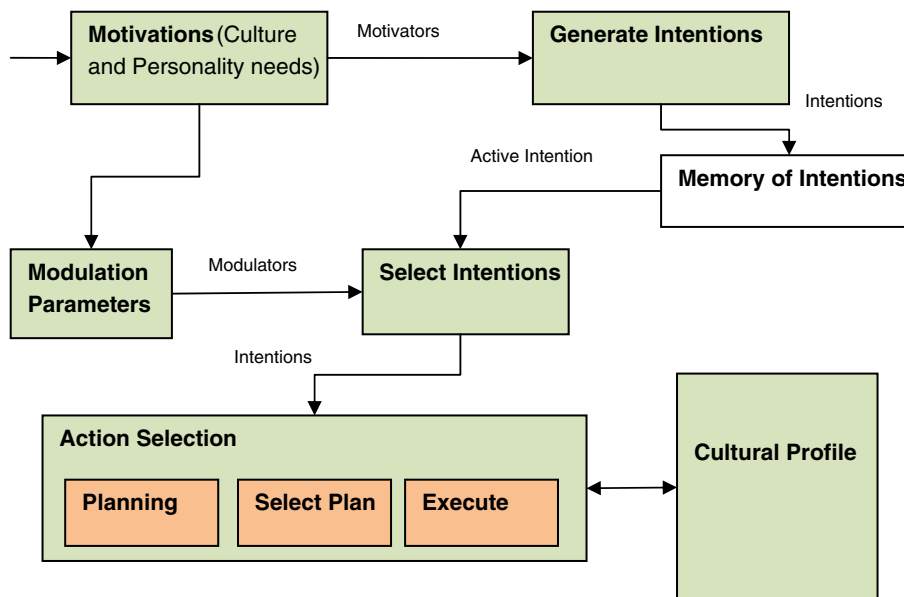 Motivations (Culture
and Personality needs)
Motivators
Generate Intentions
Intentions
Active Intention
Memory of Intentions
Modulation
Parameters
Modulators
Select Intentions
Intentions
Action Selection
Planning
Select Plan
Execute
Cultural Profile